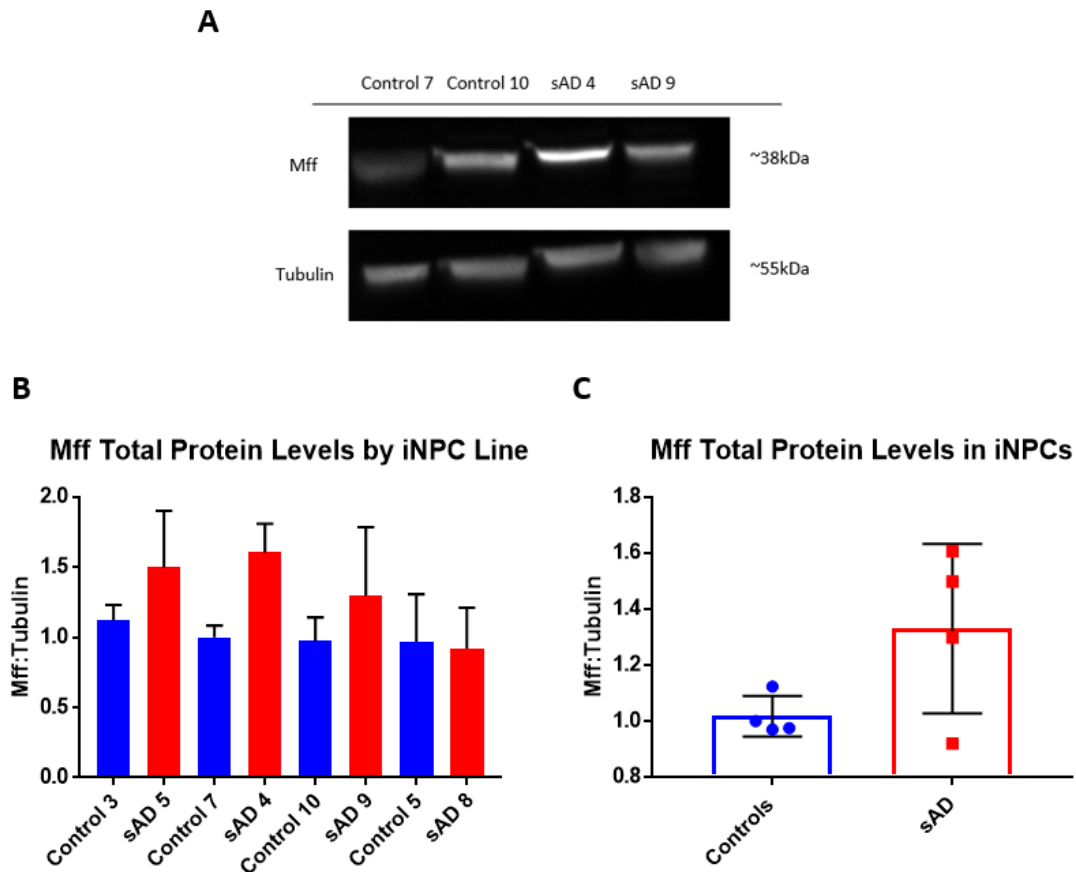 A
Control 7 Control 10 sAD 4 sAD 9
Mff ~38kDa
Tubulin ~55kDa
B
Mff Total Protein Levels by iNPC Line
Mff:Tubulin
2.0
1.5
1.0
0.5
0.0
Control 3 sAD 5 Control 7 sAD 4 Control 10 sAD 9 Control 5 sAD 8
C
Mff Total Protein Levels in iNPCs
Mff:Tubulin
1.8
1.6
1.4
1.2
1.0
0.8
Controls sAD